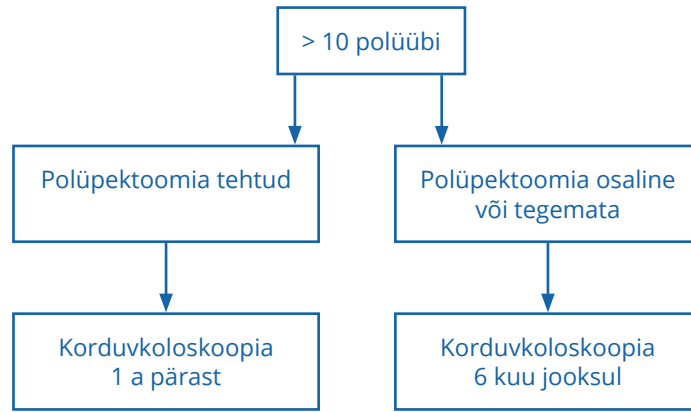 > 10 polüübi
Polüpektoomia tehtud
Polüpektoomia osaline
või tegemata
Korduvkoloskoopia
1 a pärast
Korduvkoloskoopia
6 kuu jooksul